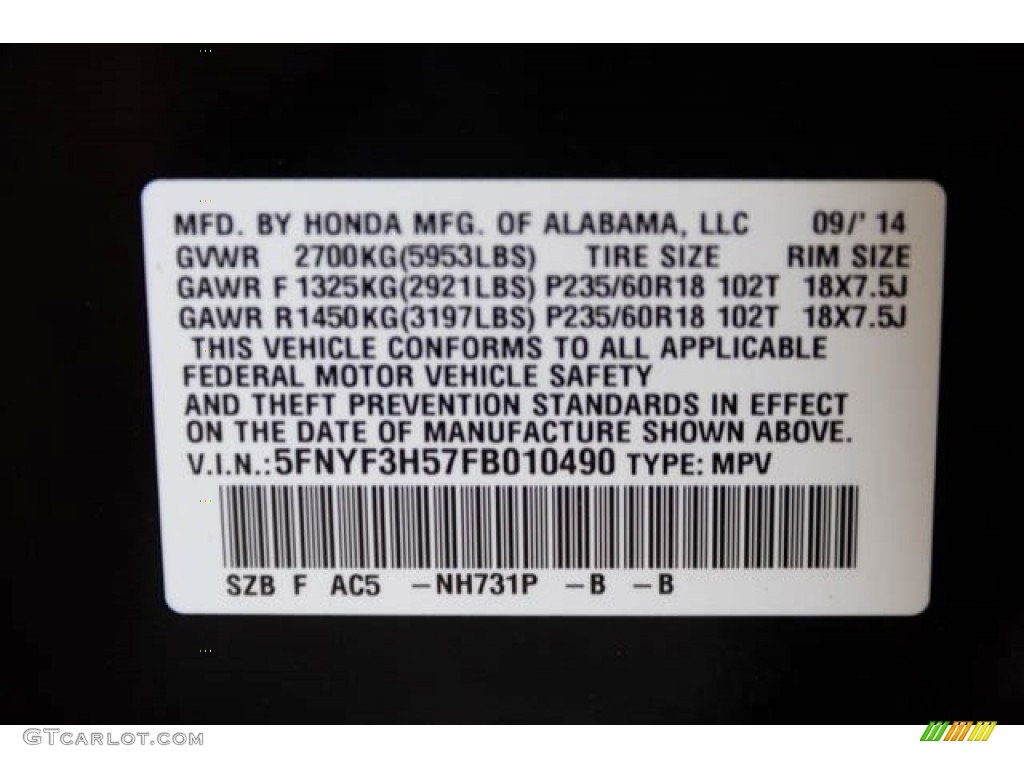 MFD. BY HONDA MFG. OF ALABAMA, LLC 09/' 14
GVWR 2700KG(5953LBS) TIRE SIZE RIM SIZE
GAWR F 1325KG(2921LBS) P235/60R18 102T 18X7.5J
GAWR R1450KG(3197LBS) P235/60R18 102T 18X7.5J
THIS VEHICLE CONFORMS TO ALL APPLICABLE
FEDERAL MOTOR VEHICLE SAFETY
AND THEFT PREVENTION STANDARDS IN EFFECT
ON THE DATE OF MANUFACTURE SHOWN ABOVE.
V.I.N.:5FNYF3H57FB010490 TYPE: MPV
SZB F AC5 –NH731P –B –B
GTCARLOT.COM